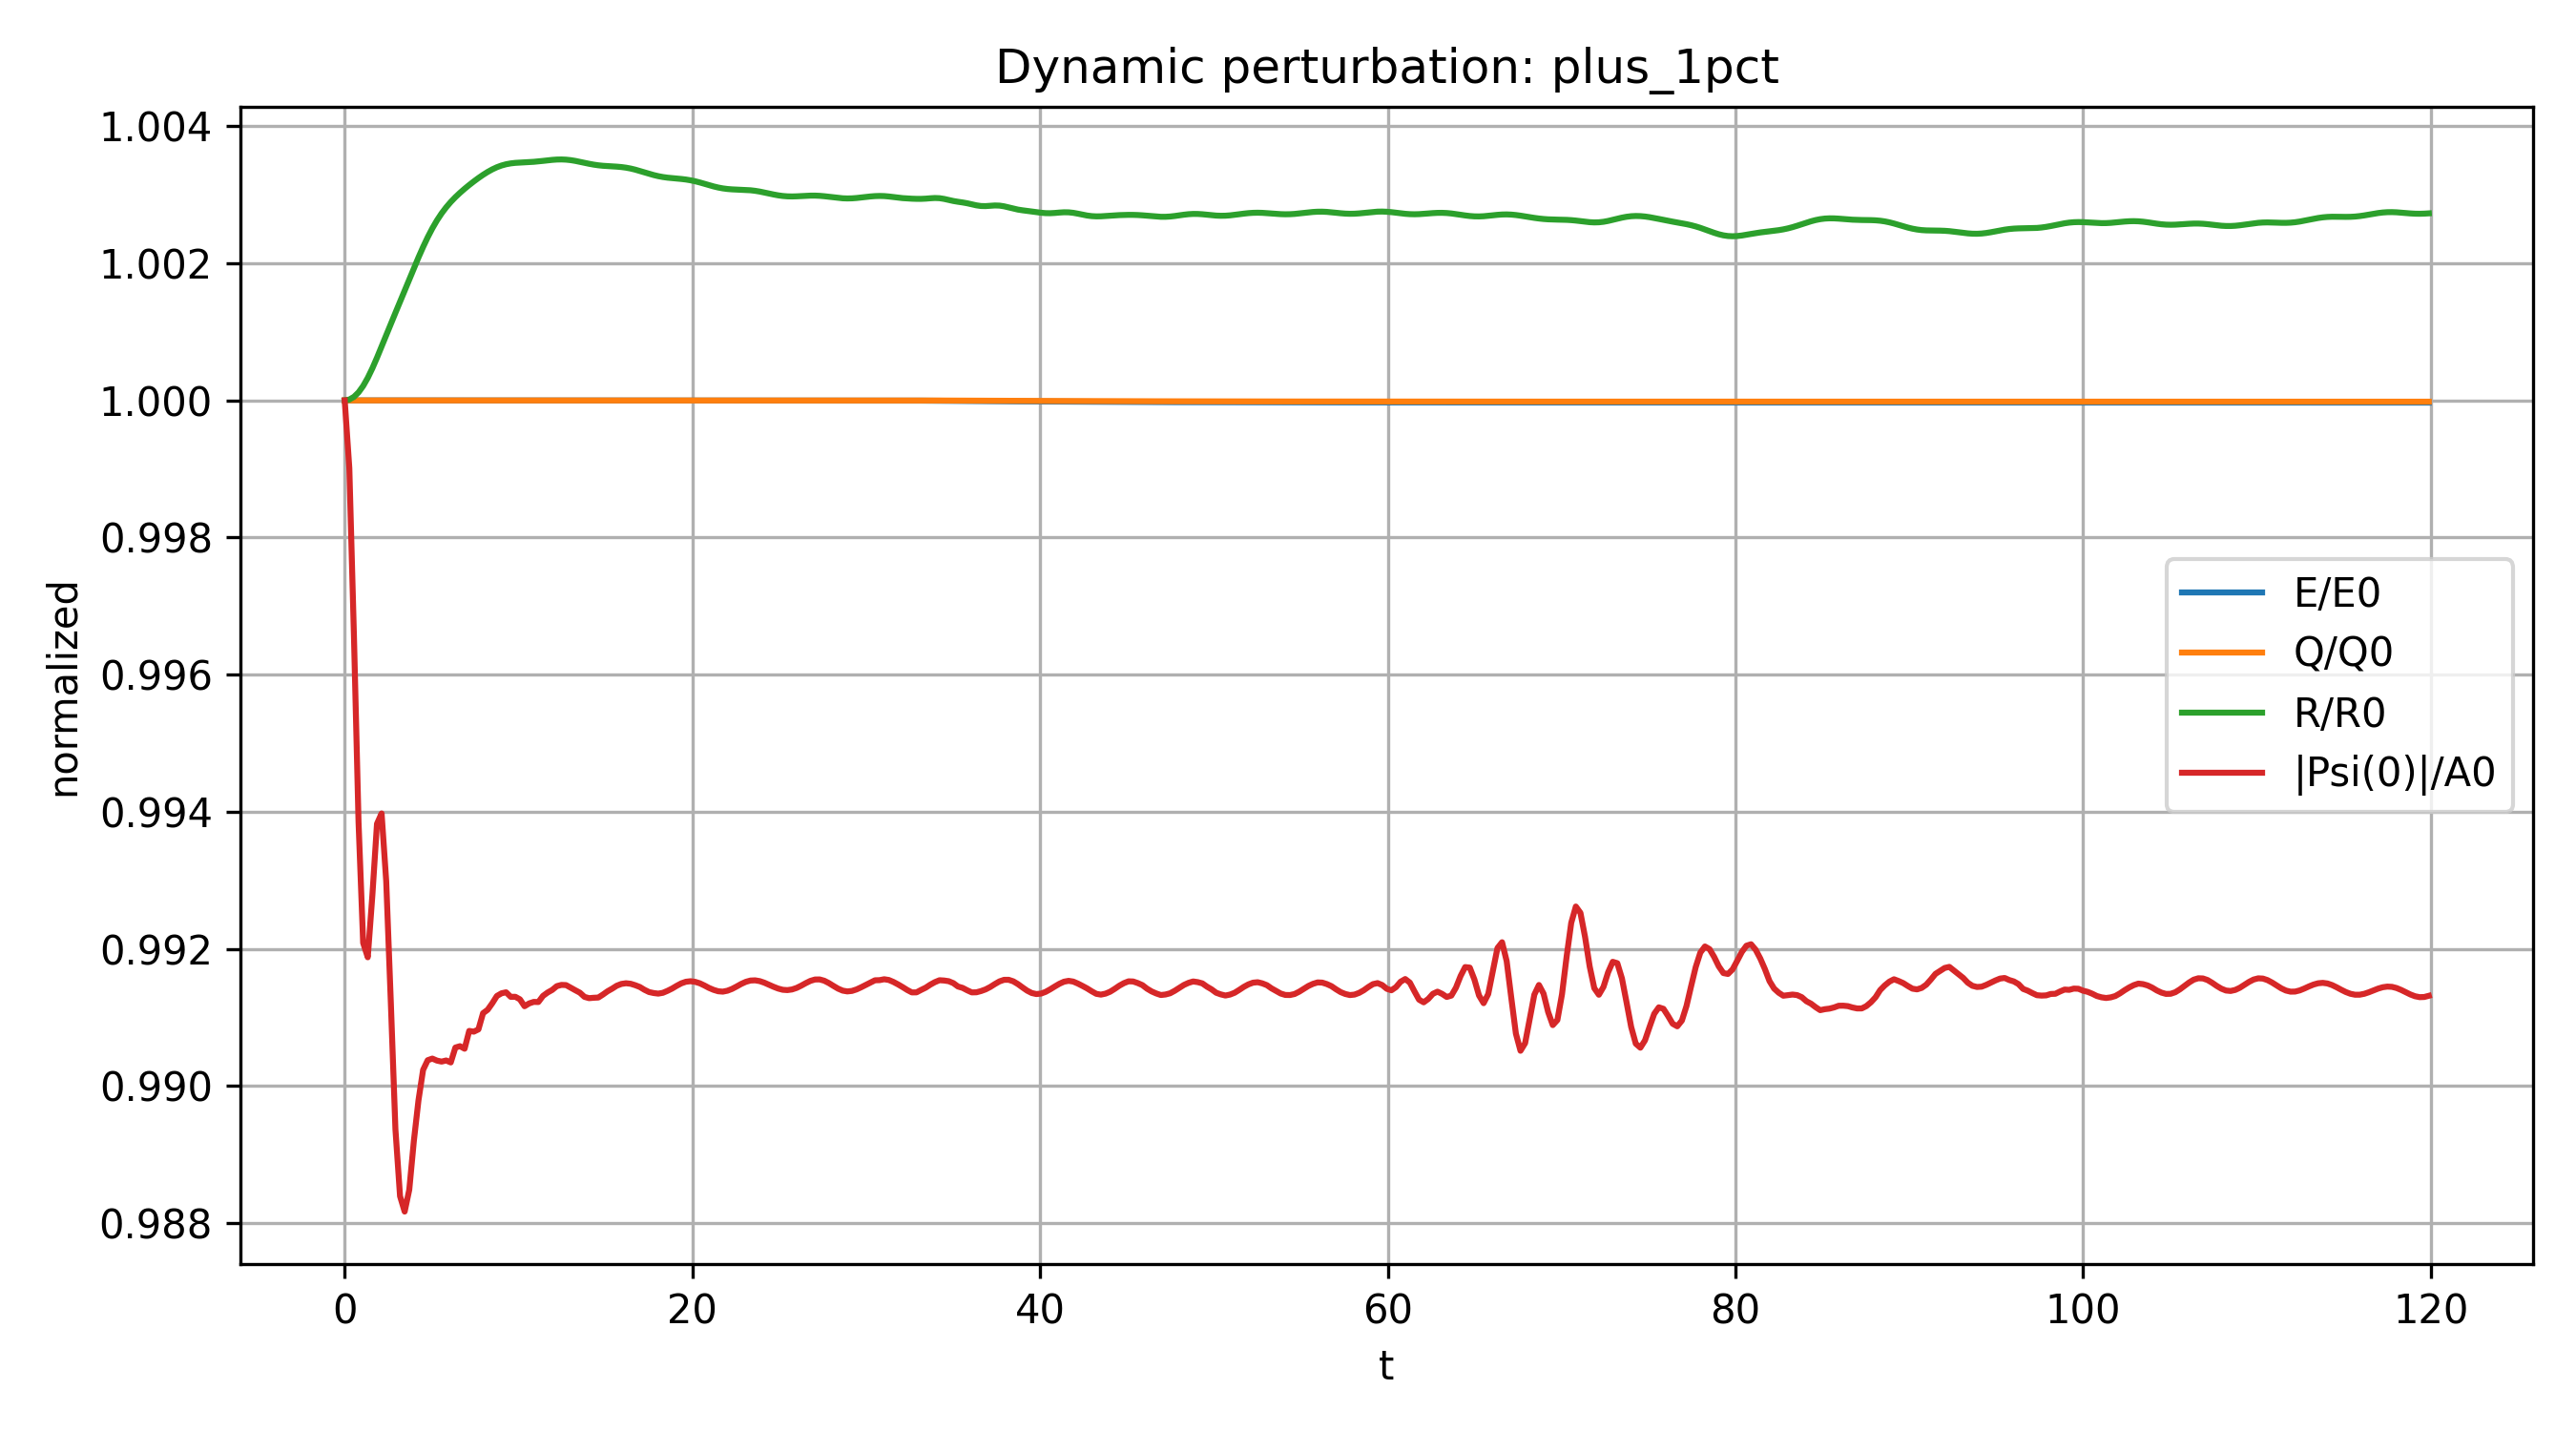 Dynamic perturbation: plus_1pct
1.004
1.002
1.000
0.998
0.996
0.994
0.992
0.990
0.988
normalized
E/E0
Q/Q0
R/R0
|Psi(0)|/A0
0 20 40 60 80 100 120
t